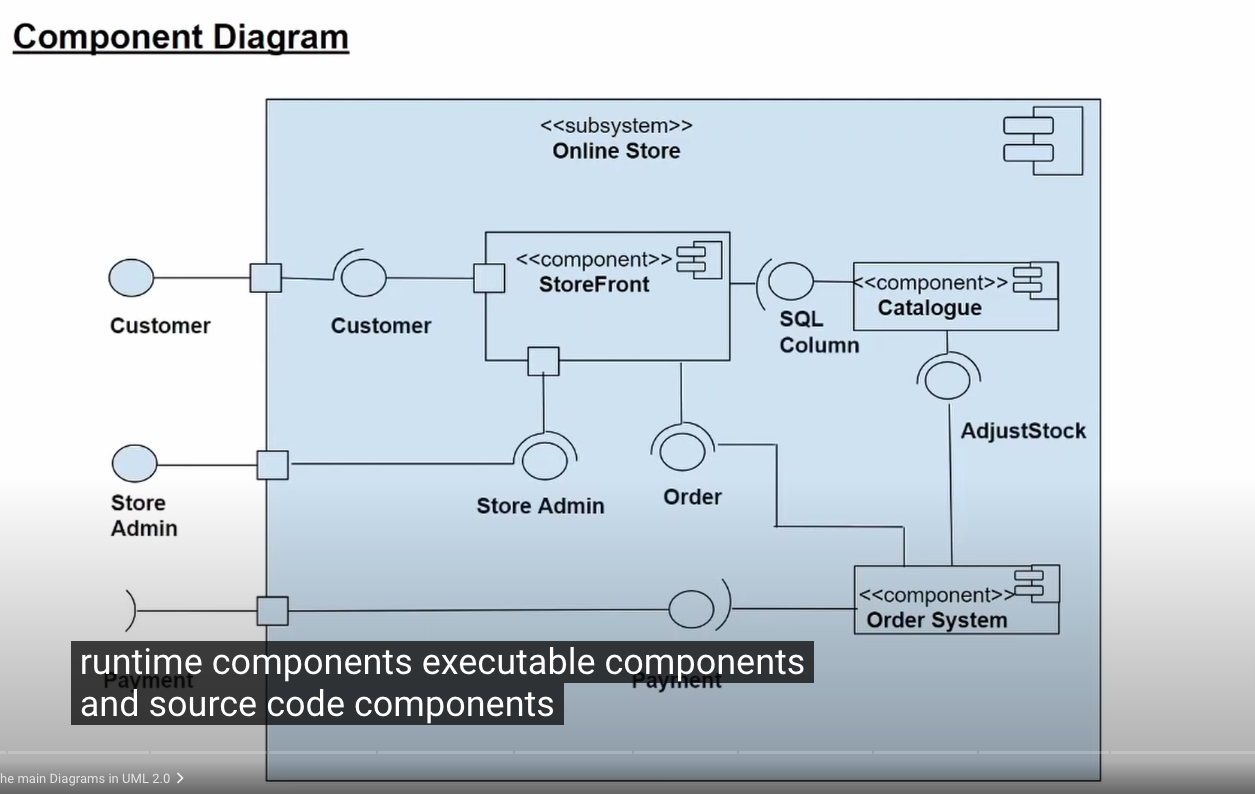 Component Diagram
<<subsystem>>
Online Store
<<component>>
StoreFront
<<component>>
Catalogue
SQL
Column
Customer
Customer
AdjustStock
Store
Admin
Store Admin
Order
<<component>>
Order System
Payment
Payment
runtime components executable components
and source code components
he main Diagrams in UML 2.0